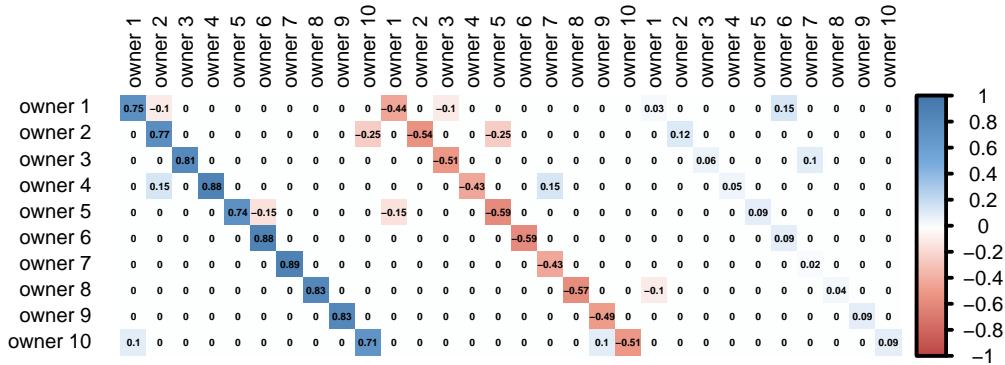 owner 1 owner 2 owner 3 owner 4 owner 5 owner 6 owner 7 owner 8 owner 9 owner 10 owner 1 owner 2 owner 3 owner 4 owner 5 owner 6 owner 7 owner 8 owner 9 owner 10 owner 1 owner 2 owner 3 owner 4 owner 5 owner 6 owner 7 owner 8 owner 9 owner 10
owner 1 0.75 −0.1 0 0 0 0 0 0 0 0 −0.44 0 −0.1 0 0 0 0 0 0 0 0.03 0 0 0 0 0.15 0 0 0 0
owner 2 0 0.77 0 0 0 0 0 0 0 −0.25 0 −0.54 0 0 −0.25 0 0 0 0 0 0 0.12 0 0 0 0 0 0 0 0
owner 3 0 0 0.81 0 0 0 0 0 0 0 0 0 −0.51 0 0 0 0 0 0 0 0 0 0.06 0 0 0 0.1 0 0 0
owner 4 0 0.15 0 0.88 0 0 0 0 0 0 0 0 0 −0.43 0 0 0.15 0 0 0 0 0 0 0.05 0 0 0 0 0 0
owner 5 0 0 0 0 0.74 −0.15 0 0 0 0 −0.15 0 0 0 −0.59 0 0 0 0 0 0 0 0 0 0.09 0 0 0 0 0
owner 6 0 0 0 0 0 0.88 0 0 0 0 0 0 0 0 0 −0.59 0 0 0 0 0 0 0 0 0 0.09 0 0 0 0
owner 7 0 0 0 0 0 0 0.89 0 0 0 0 0 0 0 0 0 −0.43 0 0 0 0 0 0 0 0 0 0.02 0 0 0
owner 8 0 0 0 0 0 0 0 0.83 0 0 0 0 0 0 0 0 0 −0.57 0 0 −0.1 0 0 0 0 0 0 0.04 0 0
owner 9 0 0 0 0 0 0 0 0 0.83 0 0 0 0 0 0 0 0 0 −0.49 0 0 0 0 0 0 0 0 0 0.09 0
owner 10 0.1 0 0 0 0 0 0 0 0 0.71 0 0 0 0 0 0 0 0 0.1 −0.51 0 0 0 0 0 0 0 0 0 0.09
1
0.8
0.6
0.4
0.2
0
−0.2
−0.4
−0.6
−0.8
−1